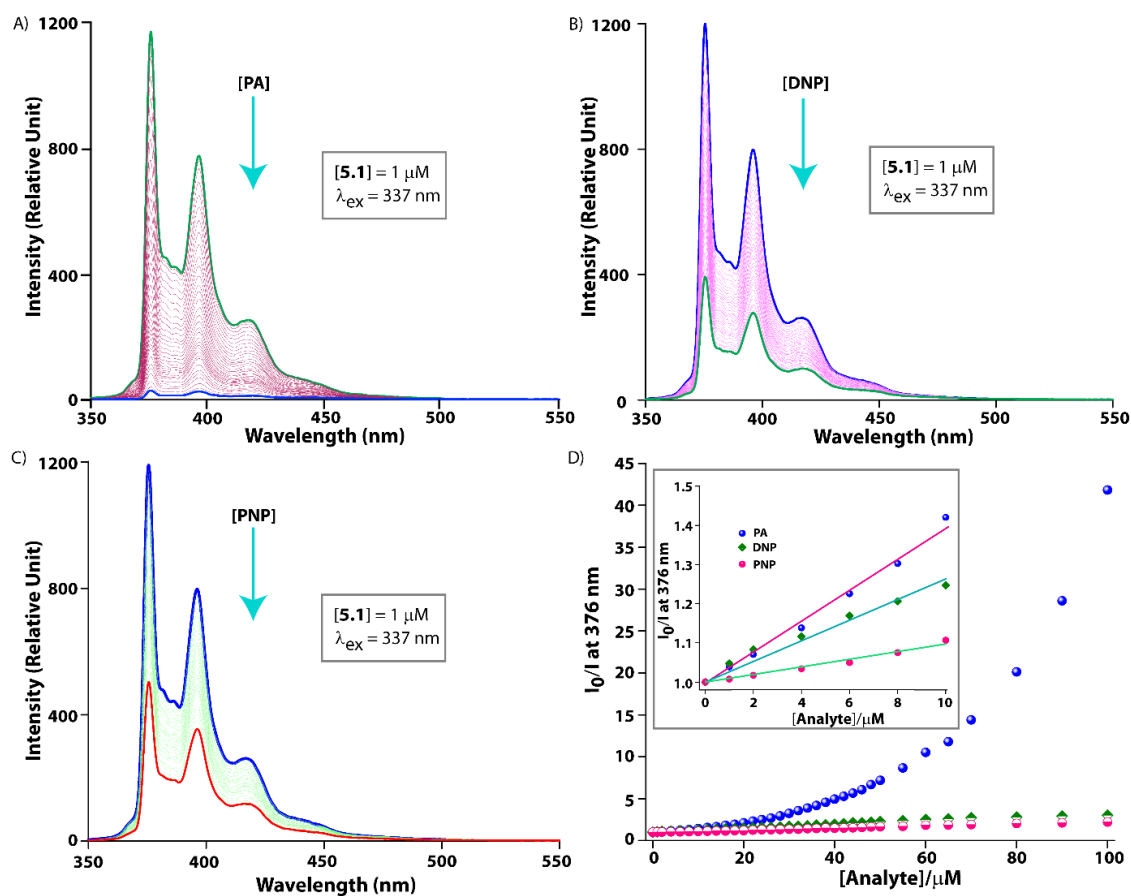 A)
1200
800
400
0
Intensity (Relative Unit)
[PA]
[5.1] = 1 μM
λex = 337 nm
350 400 450 500 550
Wavelength (nm)
B)
1200
800
400
0
Intensity (Relative Unit)
[DNP]
[5.1] = 1 μM
λex = 337 nm
350 400 450 500 550
Wavelength (nm)
C)
1200
800
400
0
Intensity (Relative Unit)
[PNP]
[5.1] = 1 μM
λex = 337 nm
350 400 450 500 550
Wavelength (nm)
D)
45
40
35
30
25
20
15
10
5
0
I0/I at 376 nm
1.5
1.4
1.3
1.2
1.1
1.0
I0/I at 376 nm
PA
DNP
PNP
0 2 4 6 8 10
[Analyte]/μM
0 20 40 60 80 100
[Analyte]/μM